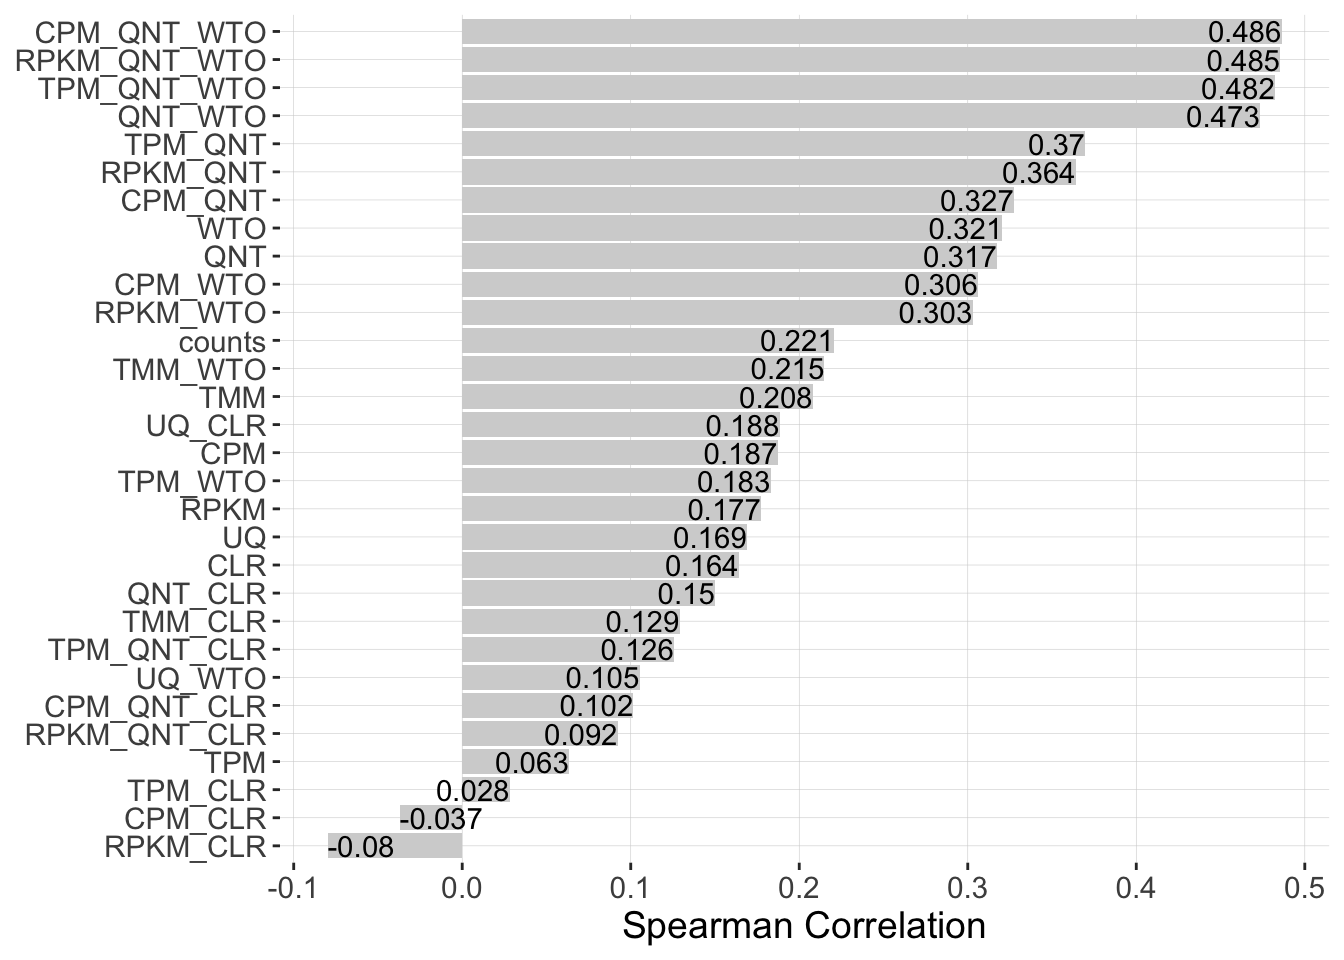 CPM_QNT_WTO 0.486
RPKM_QNT_WTO 0.485
TPM_QNT_WTO 0.482
QNT_WTO 0.473
TPM_QNT 0.37
RPKM_QNT 0.364
CPM_QNT 0.327
WTO 0.321
QNT 0.317
CPM_WTO 0.306
RPKM_WTO 0.303
counts 0.221
TMM_WTO 0.215
TMM 0.208
UQ_CLR 0.188
CPM 0.187
TPM_WTO 0.183
RPKM 0.177
UQ 0.169
CLR 0.164
QNT_CLR 0.15
TMM_CLR 0.129
TPM_QNT_CLR 0.126
UQ_WTO 0.105
CPM_QNT_CLR 0.102
RPKM_QNT_CLR 0.092
TPM 0.063
TPM_CLR 0.028
CPM_CLR -0.037
RPKM_CLR -0.08
-0.1 0.0 0.1 0.2 0.3 0.4 0.5
Spearman Correlation